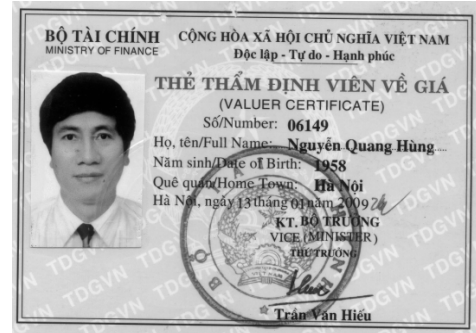 BỘ TÀI CHÍNH
MINISTRY OF FINANCE
CỘNG HÒA XÃ HỘI CHỦ NGHĨA VIỆT NAM
Độc lập - Tự do - Hạnh phúc
THẺ THẨM ĐỊNH VIÊN VỀ GIÁ
(VALUER CERTIFICATE)
Số/Number: 06149
Họ, tên/Full Name: Nguyễn Quang Hùng
Năm sinh/Date of Birth: 1958
Quê quán/Home Town: Hà Nội
Hà Nội, ngày 13 tháng 01 năm 2009
KT. BỘ TRƯỞNG
VICE (MINISTER)
THỨ TRƯỞNG
Trần Văn Hiếu